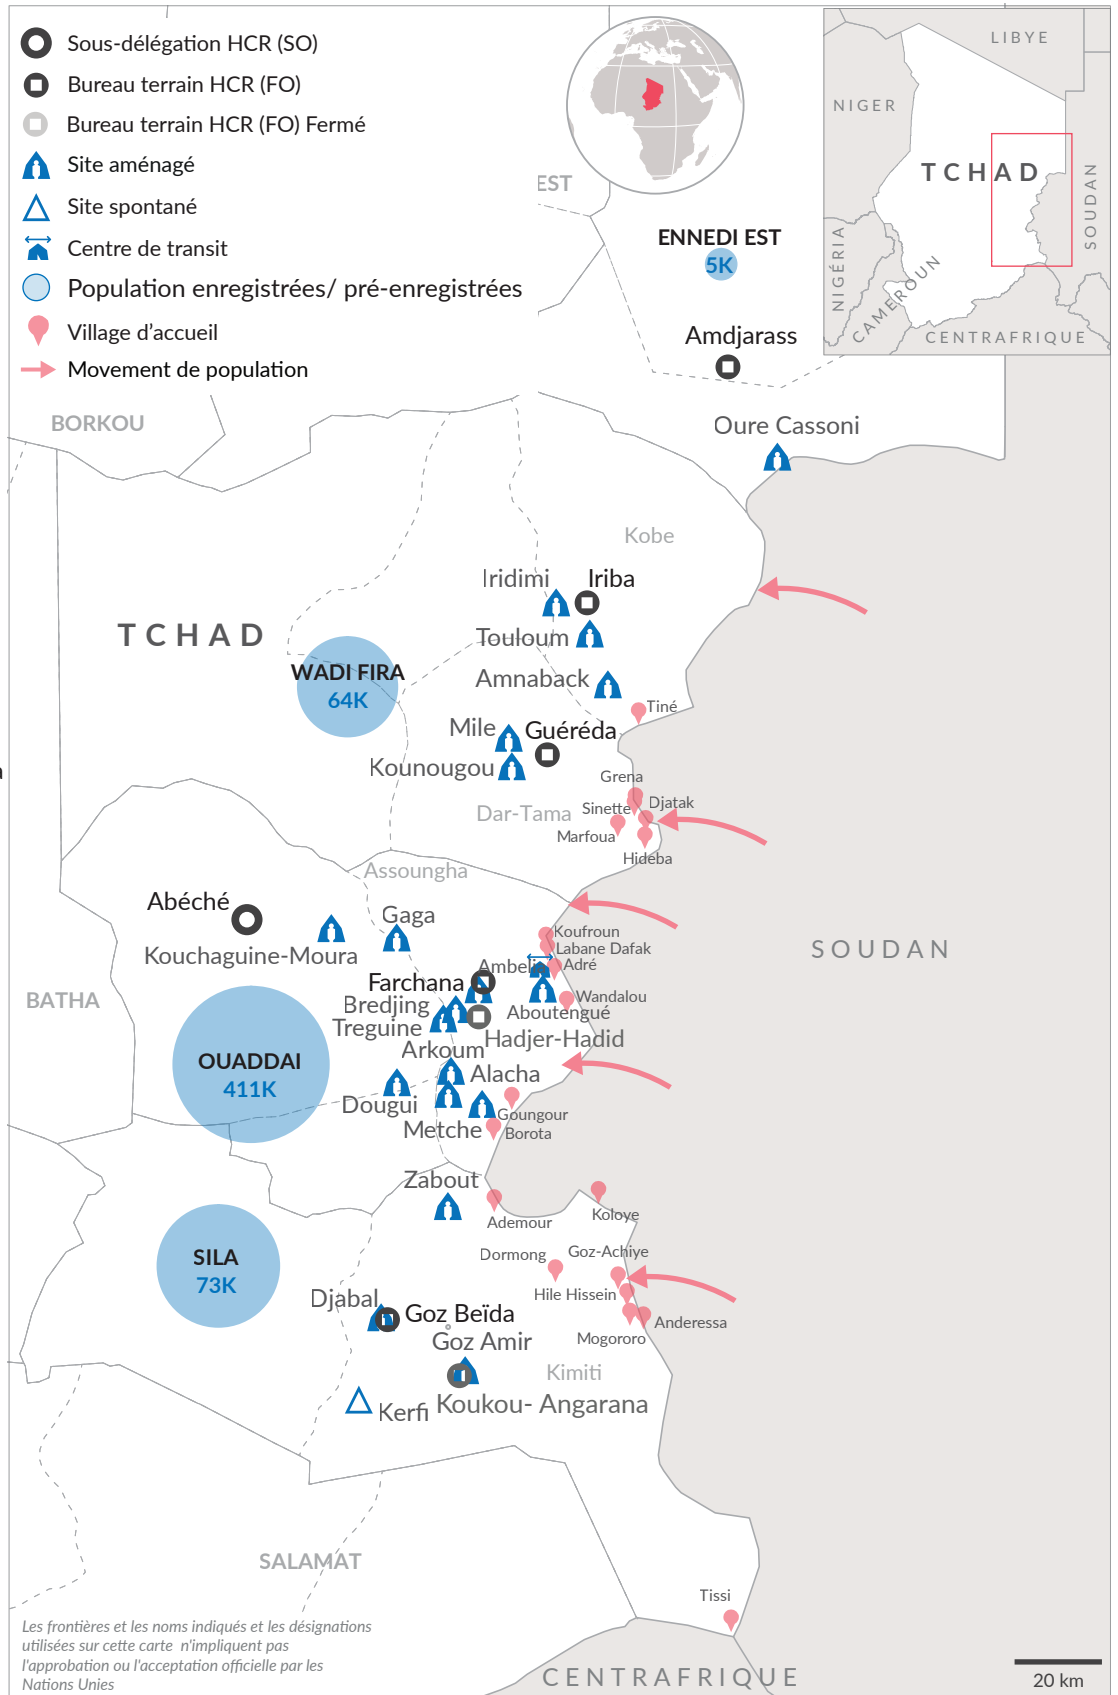 Sous-délégation HCR (SO)
Bureau terrain HCR (FO)
Bureau terrain HCR (FO) Fermé
Site aménagé
Site spontané
Centre de transit
Population enregistrées/ pré-enregistrées
Village d'accueil
Movement de population
LIBYE
NIGER
TCHAD
SOUDAN
NIGÉRIA
CAMEROUN
CENTRAFRIQUE
EST
ENNEDI EST
5K
Amdjarass
BORKOU
Oure Cassoni
Kobe
Iridimi
Iriba
TCHAD
Touloum
WADI FIRA
64K
Amnaback
Tiné
Mile
Guéréda
Kounougou
Grena
Sinette
Djatak
Dar-Tama
Marfoua
Hideba
Assoungha
Abéché
Gaga
Kouchaguine-Moura
Koufroun
Labane Dafak
Adré
SOUDAN
Farchana
Wandalou
BATHA
Bredjing
Aboutengué
Treguine
Hadjer-Hadid
Arkoum
OUADDAI
411K
Alacha
Dougui
Goungour
Metche
Borota
Zabout
Ademour
Koloye
Dormong
Goz-Achiye
SILA
73K
Hile Hissein
Djabal
Goz Beïda
Anderessa
Mogororo
Goz Amir
Kimiti
Kerfi
Koukou- Angarana
SALAMAT
Tissi
Les frontières et les noms indiqués et les désignations
utilisées sur cette carte n'impliquent pas
l'approbation ou l'acceptation officielle par les
Nations Unies
CENTRAFRIQUE
20 km